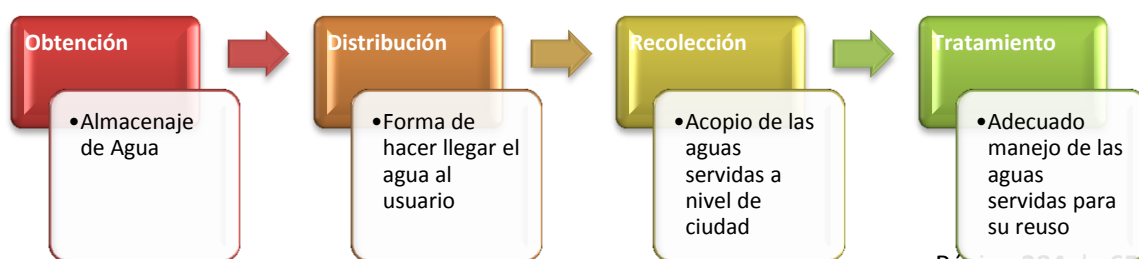 Obtención
•Almacenaje
de Agua
Distribución
•Forma de
hacer llegar el
agua al
usuario
Recolección
•Acopio de las
aguas
servidas a
nivel de
ciudad
Tratamiento
•Adecuado
manejo de las
aguas
servidas para
su reuso